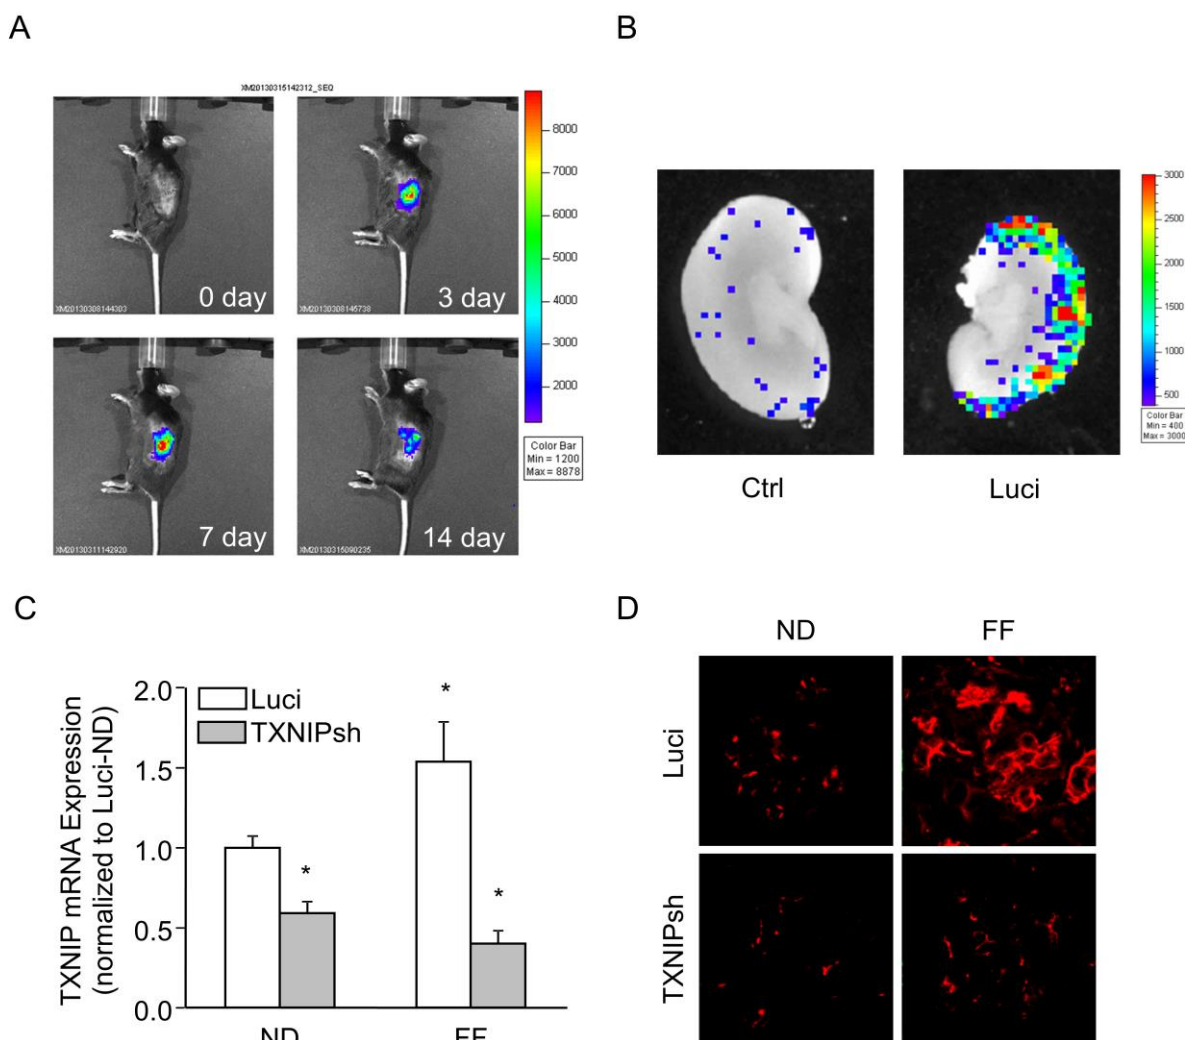 A
B
XM20130315142312_SEQ
0 day
XM20130308144303
3 day
XM20130308145738
7 day
XM20130311142920
14 day
XM20130315090235
8000
7000
6000
5000
4000
3000
2000
Color Bar
Min = 1200
Max = 8878
Ctrl
Luci
3000
2500
2000
1500
1000
500
Color Bar
Min = 400
Max = 3000
C
TXNIP mRNA Expression
(normalized to Luci-ND)
2.0
1.5
1.0
0.5
0.0
Luci
TXNIPsh
*
*
*
ND
FF
D
ND
FF
Luci
TXNIPsh